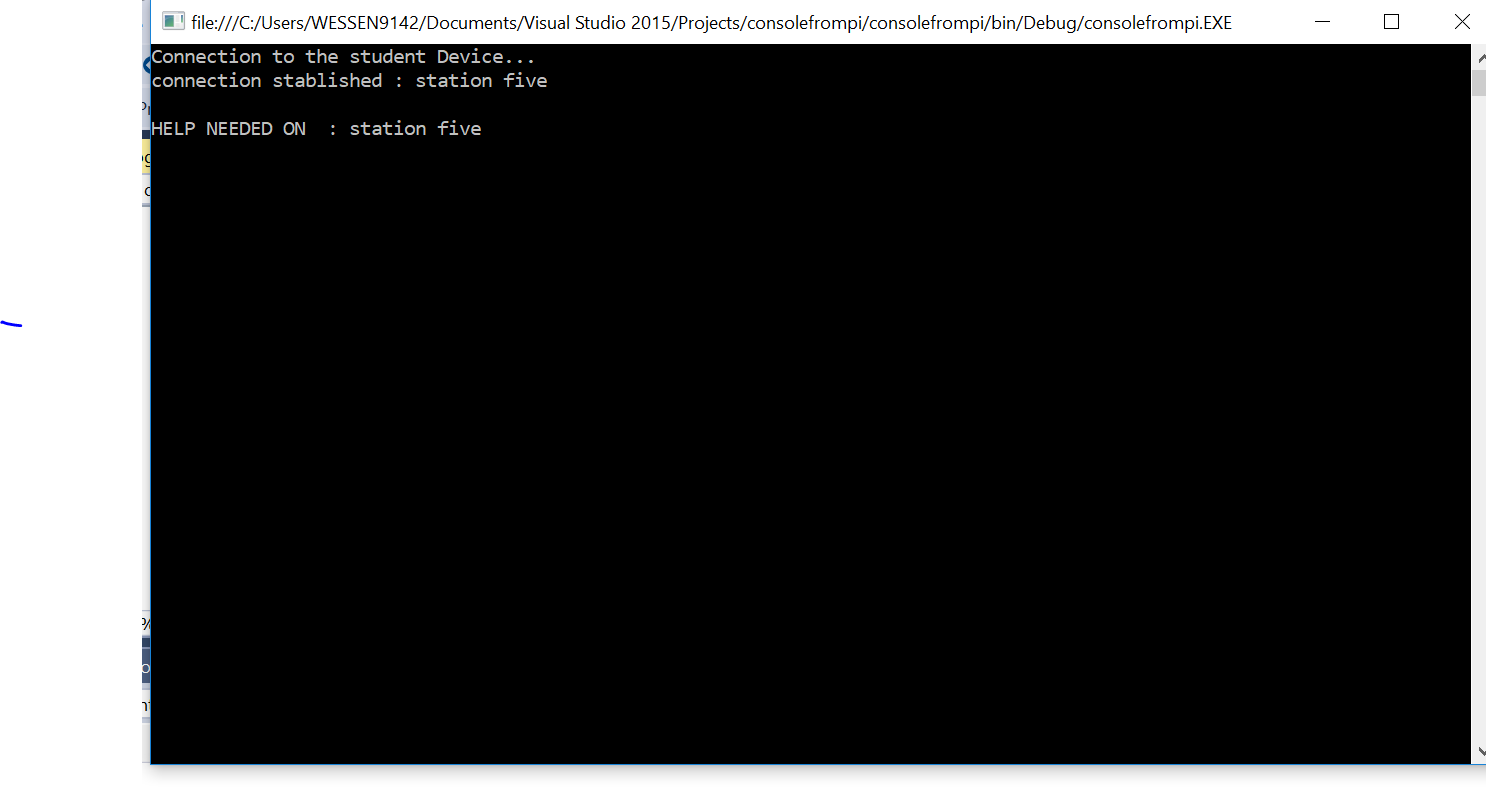 file:///C:/Users/WESSEN9142/Documents/Visual Studio 2015/Projects/consolefrompi/consolefrompi/bin/Debug/consolefrompi.EXE
Connection to the student Device...
connection stablished : station five
HELP NEEDED ON  : station five